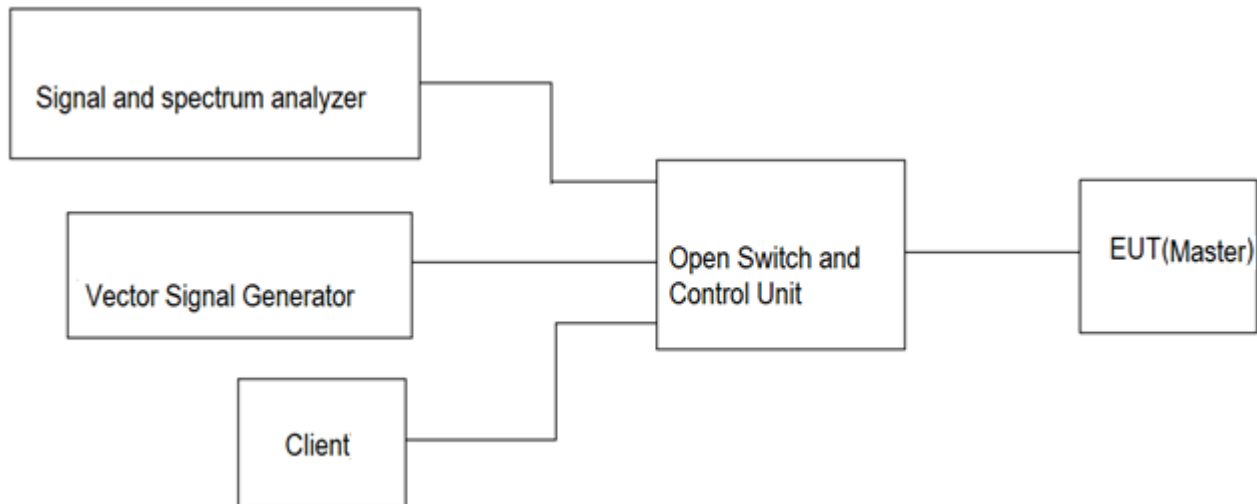 Signal and spectrum analyzer
Vector Signal Generator
Client
Open Switch and
Control Unit
EUT(Master)